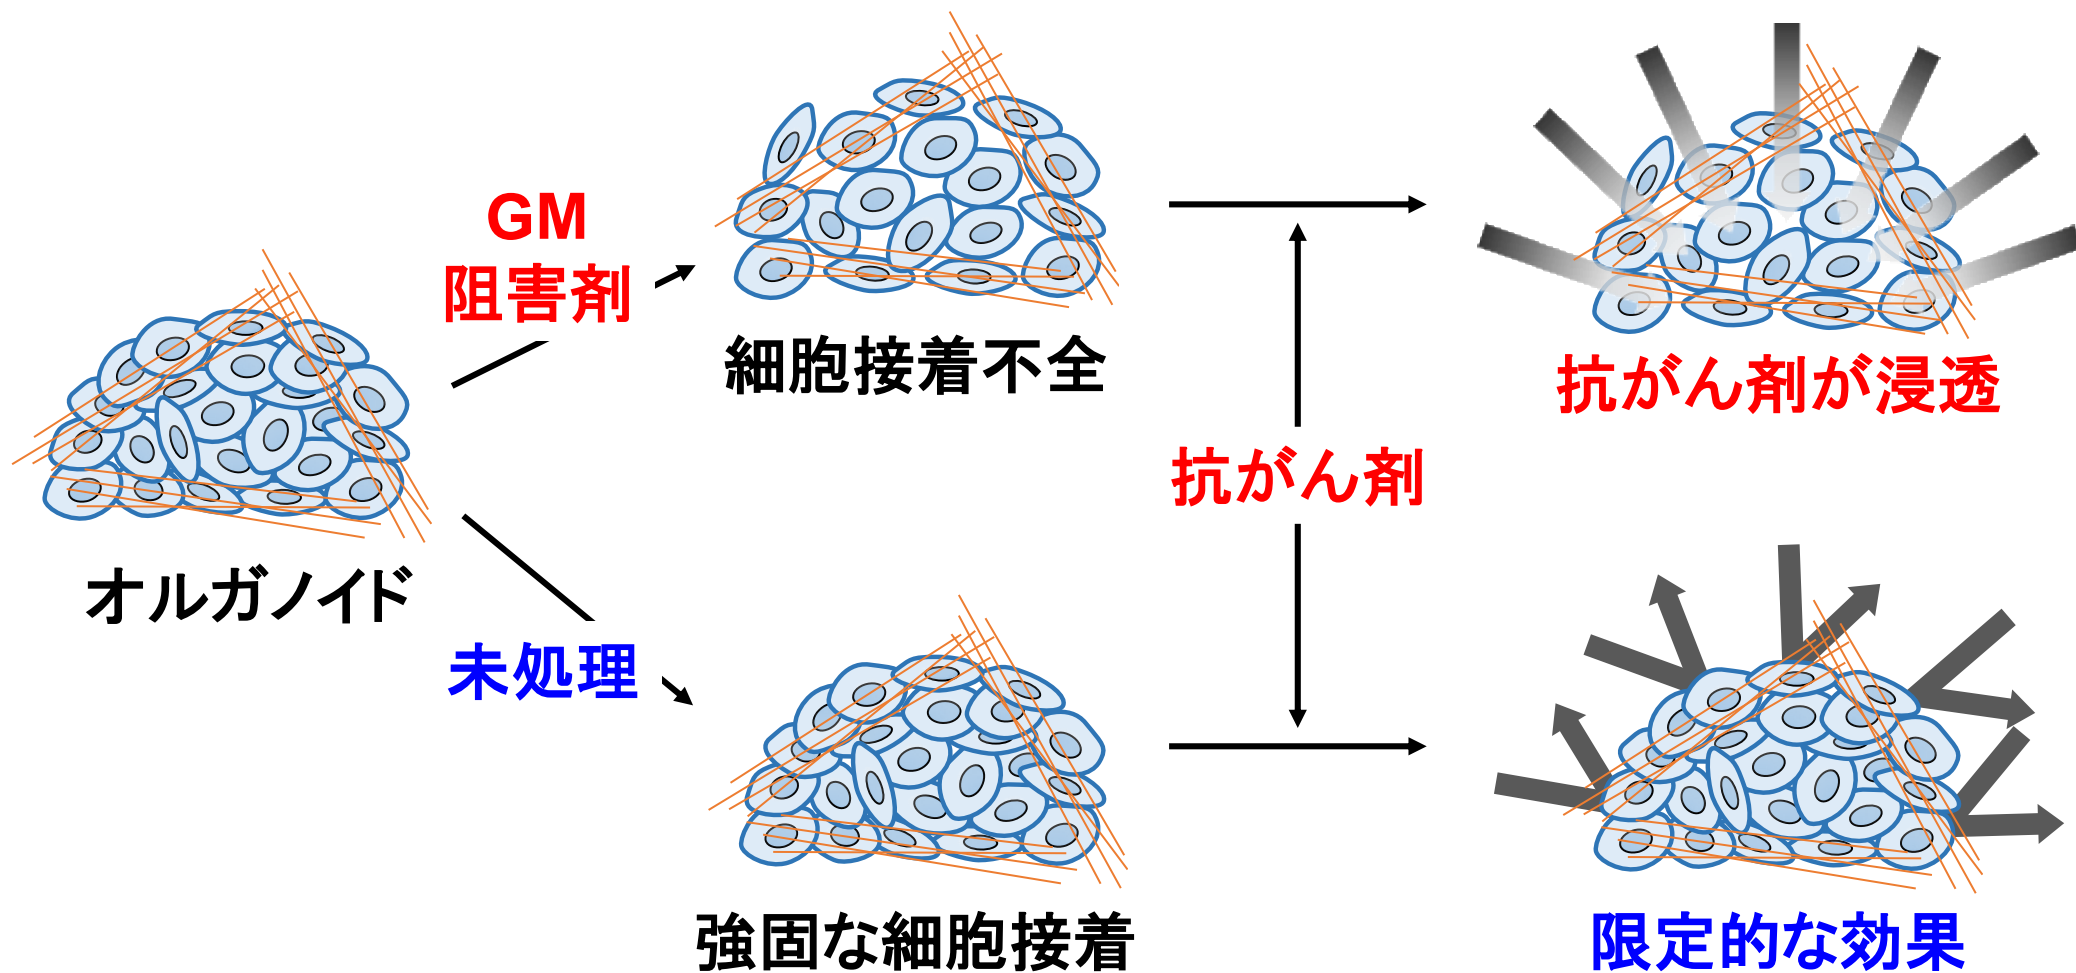 GM
阻害剤
細胞接着不全
抗がん剤が浸透
抗がん剤
オルガノイド
未処理
強固な細胞接着
限定的な効果